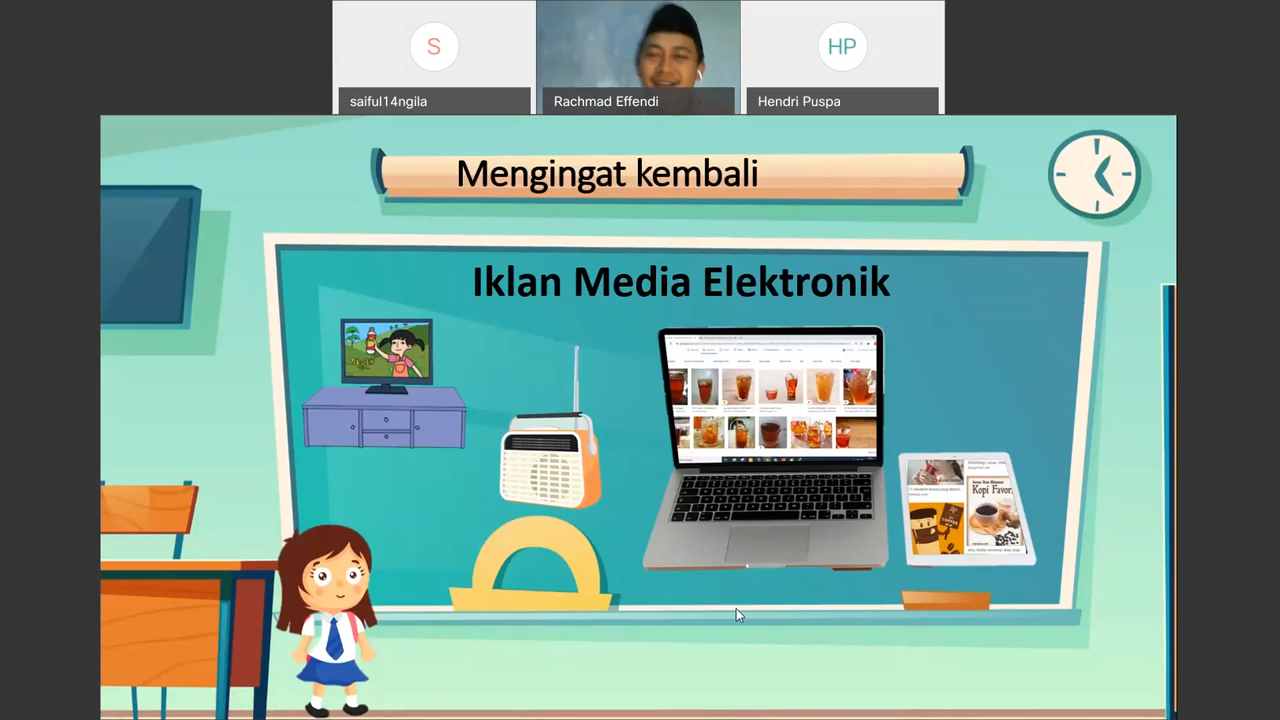 S
HP
saiful14ngila
Rachmad Effendi
Hendri Puspa
Mengingat kembali
Iklan Media Elektronik
Kopi Favor